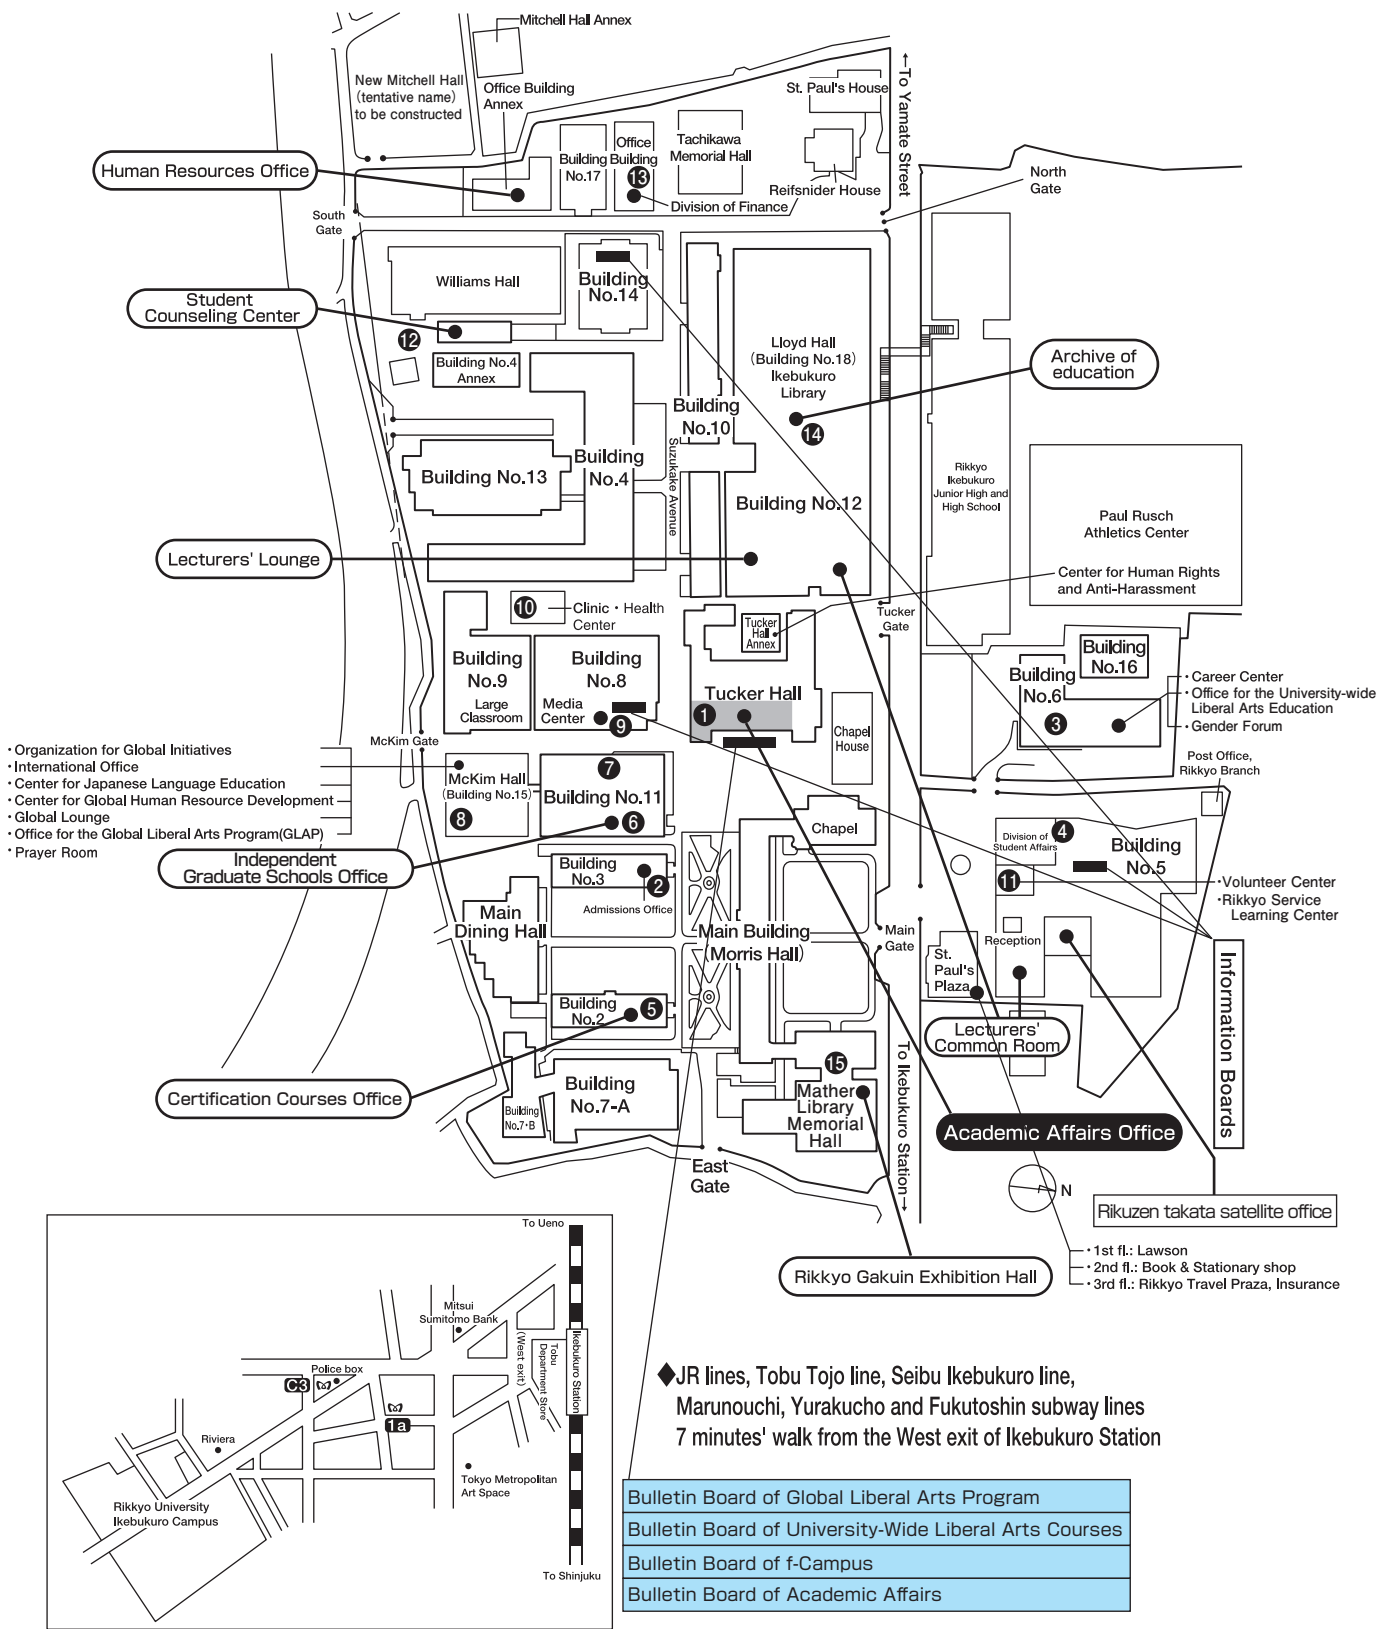 Mitchell Hall Annex
New Mitchell Hall
(tentative name)
to be constructed
Office Building
Annex
St. Paul's House
←To Yamate Street
Human Resources Office
Building
No.17
Office
Building
13
Tachikawa
Memorial Hall
Reifsnider House
Division of Finance
North
Gate
South
Gate
Williams Hall
Building
No.14
Student
Counseling Center
12
Building No.4
Annex
Lloyd Hall
(Building No.18)
Ikebukuro
Library
Archive of
education
14
Building
No.10
Building No.13
Building
No.4
Suzukake Avenue
Building No.12
Rikkyo
Ikebukuro
Junior High and
High School
Paul Rusch
Athletics Center
Lecturers' Lounge
Center for Human Rights
and Anti-Harassment
10
Clinic・Health
Center
Tucker
Hall
Annex
Tucker
Gate
Building
No.9
Large
Classroom
Building
No.8
Media
Center
9
Tucker Hall
1
Chapel
House
Building
No.16
Building
No.6
3
・Career Center
・Office for the University-wide
Liberal Arts Education
・Gender Forum
McKim Gate
Post Office,
Rikkyo Branch
・Organization for Global Initiatives
・International Office
・Center for Japanese Language Education
・Center for Global Human Resource Development
・Global Lounge
・Office for the Global Liberal Arts Program(GLAP)
・Prayer Room
McKim Hall
(Building No.15)
8
7
Building No.11
6
Independent
Graduate Schools Office
Chapel
Division of
Student Affairs
4
Building
No.5
11
・Volunteer Center
・Rikkyo Service
Learning Center
Building
No.3
2
Admissions Office
Main
Dining Hall
Main Building
(Morris Hall)
Main
Gate
Reception
St.
Paul's
Plaza
Information Boards
Building
No.2
5
Lecturers'
Common Room
To Ikebukuro Station→
Certification Courses Office
Building
No.7-A
Building
No.7・B
15
Mather
Library
Memorial
Hall
Academic Affairs Office
East
Gate
N
Rikuzen takata satellite office
・1st fl.: Lawson
・2nd fl.: Book & Stationary shop
・3rd fl.: Rikkyo Travel Praza, Insurance
Rikkyo Gakuin Exhibition Hall
To Ueno
Mitsui
Sumitomo Bank
(West exit)
Tobu
Department Store
Ikebukuro Station
Police box
C3
1a
Riviera
Tokyo Metropolitan
Art Space
Rikkyo University
Ikebukuro Campus
To Shinjuku
◆JR lines, Tobu Tojo line, Seibu Ikebukuro line,
Marunouchi, Yurakucho and Fukutoshin subway lines
7 minutes' walk from the West exit of Ikebukuro Station
Bulletin Board of Global Liberal Arts Program
Bulletin Board of University-Wide Liberal Arts Courses
Bulletin Board of f-Campus
Bulletin Board of Academic Affairs